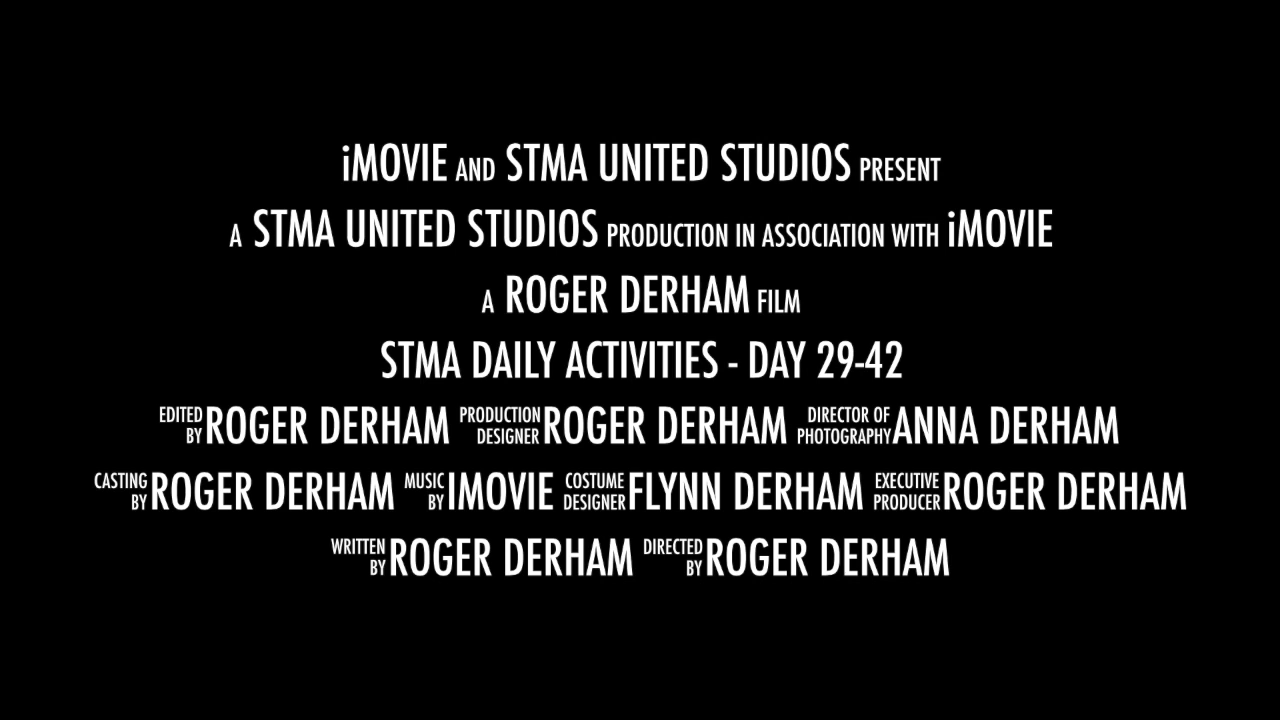 iMOVIE AND STMA UNITED STUDIOS PRESENT
A STMA UNITED STUDIOS PRODUCTION IN ASSOCIATION WITH iMOVIE
A ROGER DERHAM FILM
STMA DAILY ACTIVITIES - DAY 29-42
EDITED BY ROGER DERHAM PRODUCTION DESIGNER ROGER DERHAM DIRECTOR OF PHOTOGRAPHY ANNA DERHAM
CASTING BY ROGER DERHAM MUSIC BY IMOVIE COSTUME DESIGNER FLYNN DERHAM EXECUTIVE PRODUCER ROGER DERHAM
WRITTEN BY ROGER DERHAM DIRECTED BY ROGER DERHAM